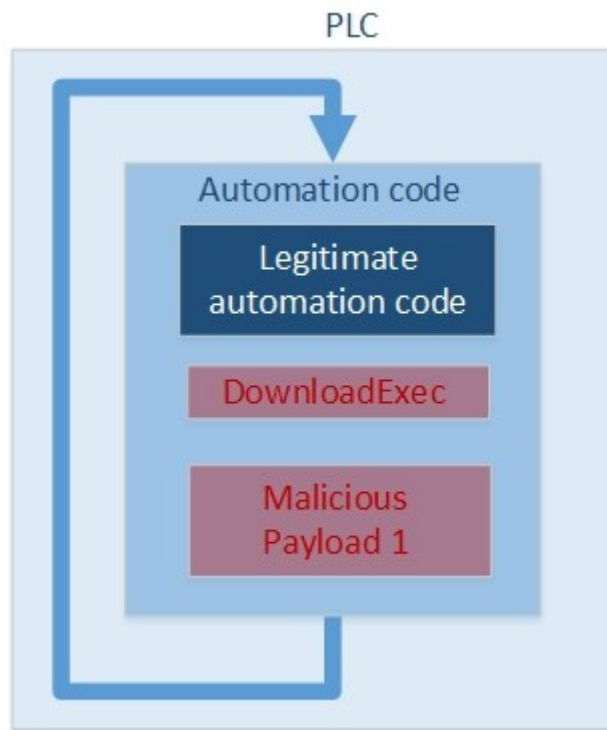 PLC
Automation code
Legitimate
automation code
DownloadExec
Malicious
Payload 1